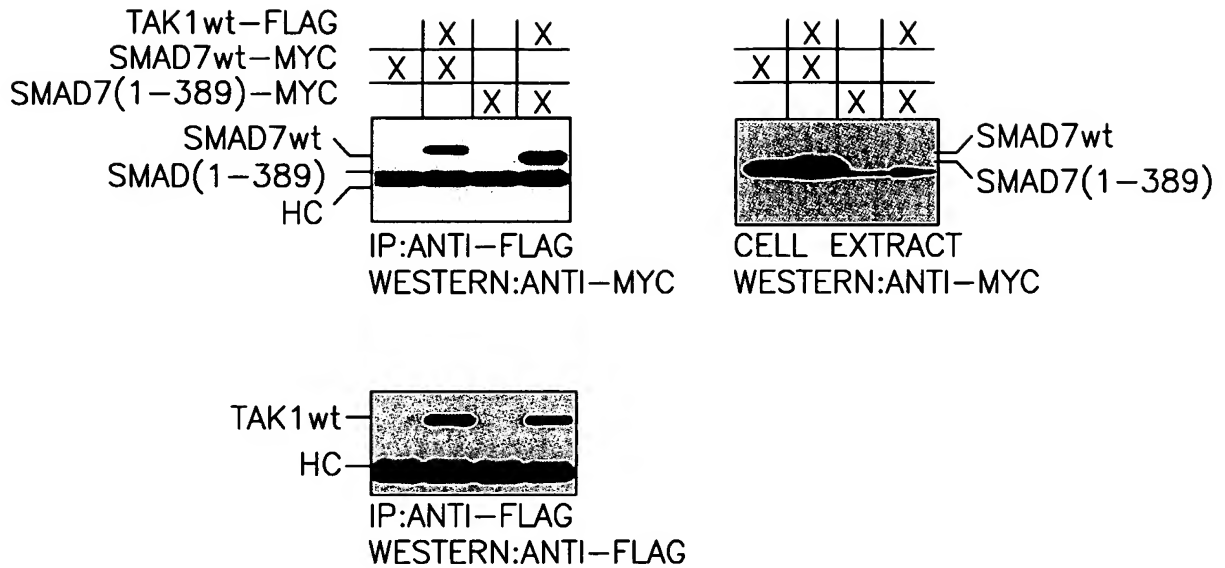 TAK1wt-FLAG X X
SMAD7wt-MYC X X
SMAD7(1-389)-MYC X X
SMAD7wt
SMAD(1-389)
HC
IP:ANTI-FLAG
WESTERN:ANTI-MYC
X X
X X
X X
SMAD7wt
SMAD7(1-389)
CELL EXTRACT
WESTERN:ANTI-MYC
TAK1wt
HC
IP:ANTI-FLAG
WESTERN:ANTI-FLAG